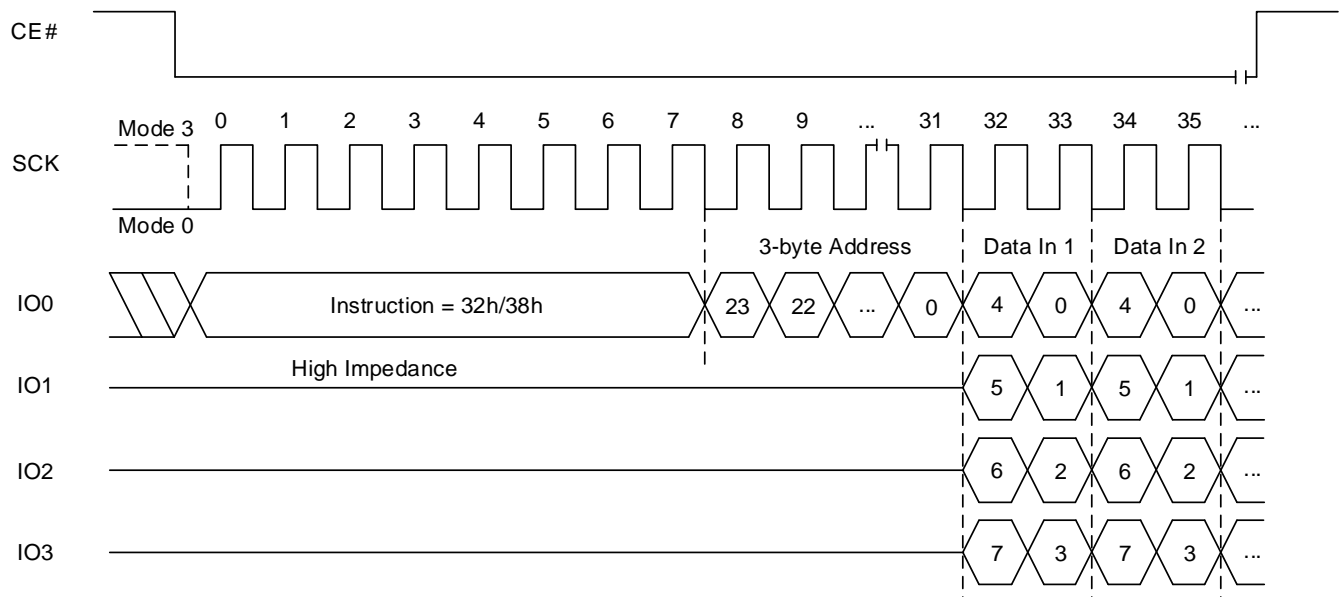 CE#
Mode 3 0 1 2 3 4 5 6 7 8 9 ... 31 32 33 34 35 ...
SCK
Mode 0
3-byte Address Data In 1 Data In 2
IO0 Instruction = 32h/38h 23 22 ... 0 4 0 4 0 ...
High Impedance
IO1 5 1 5 1 ...
IO2 6 2 6 2 ...
IO3 7 3 7 3 ...